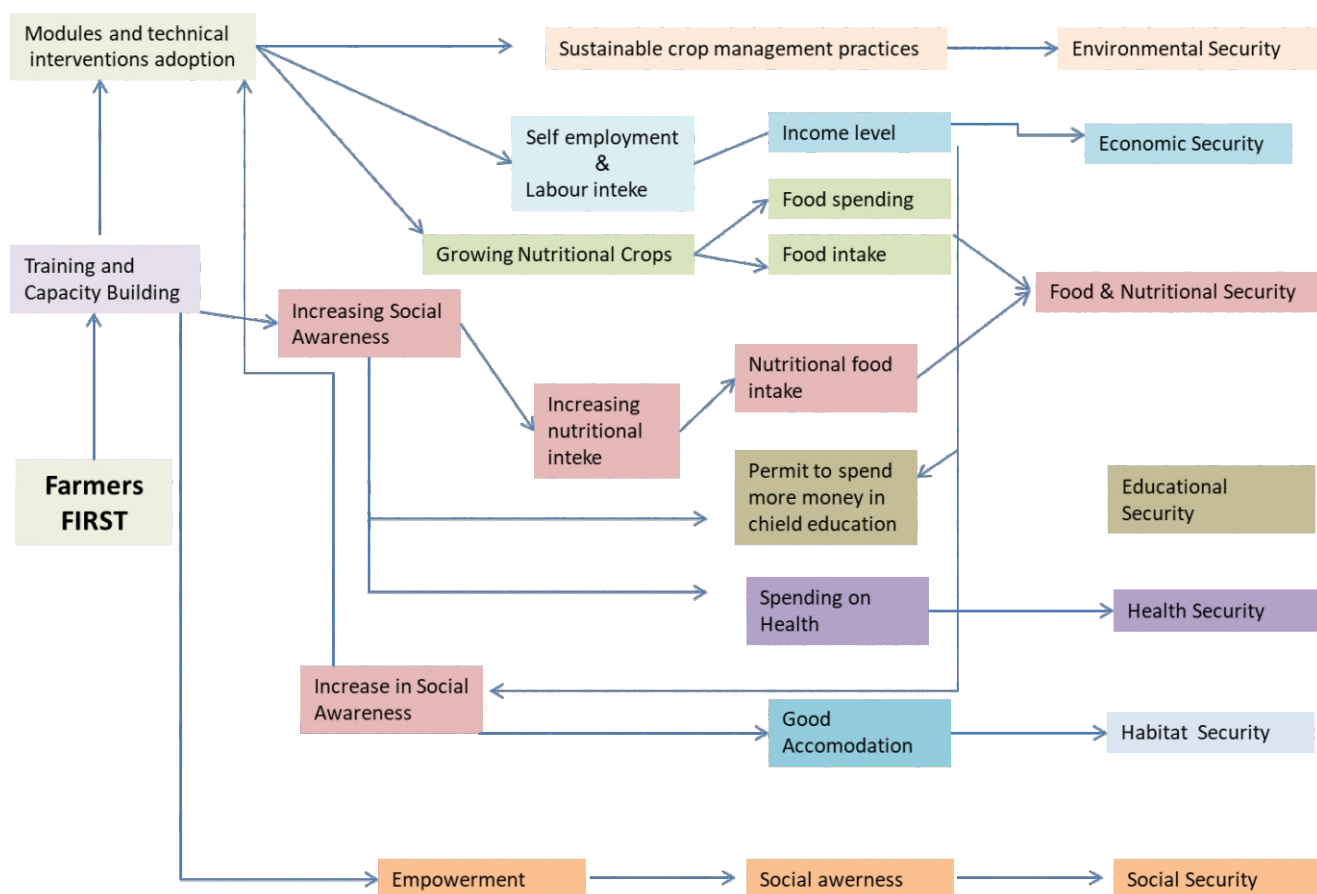 Modules and technical
interventions adoption
Sustainable crop management practices
Environmental Security
Self employment
&
Labour inteke
Income level
Economic Security
Food spending
Growing Nutritional Crops
Food intake
Training and
Capacity Building
Food & Nutritional Security
Increasing Social
Awareness
Nutritional food
intake
Increasing
nutritional
inteke
Farmers
FIRST
Permit to spend
more money in
chield education
Educational
Security
Spending on
Health
Health Security
Increase in Social
Awareness
Good
Accomodation
Habitat Security
Empowerment
Social awerness
Social Security